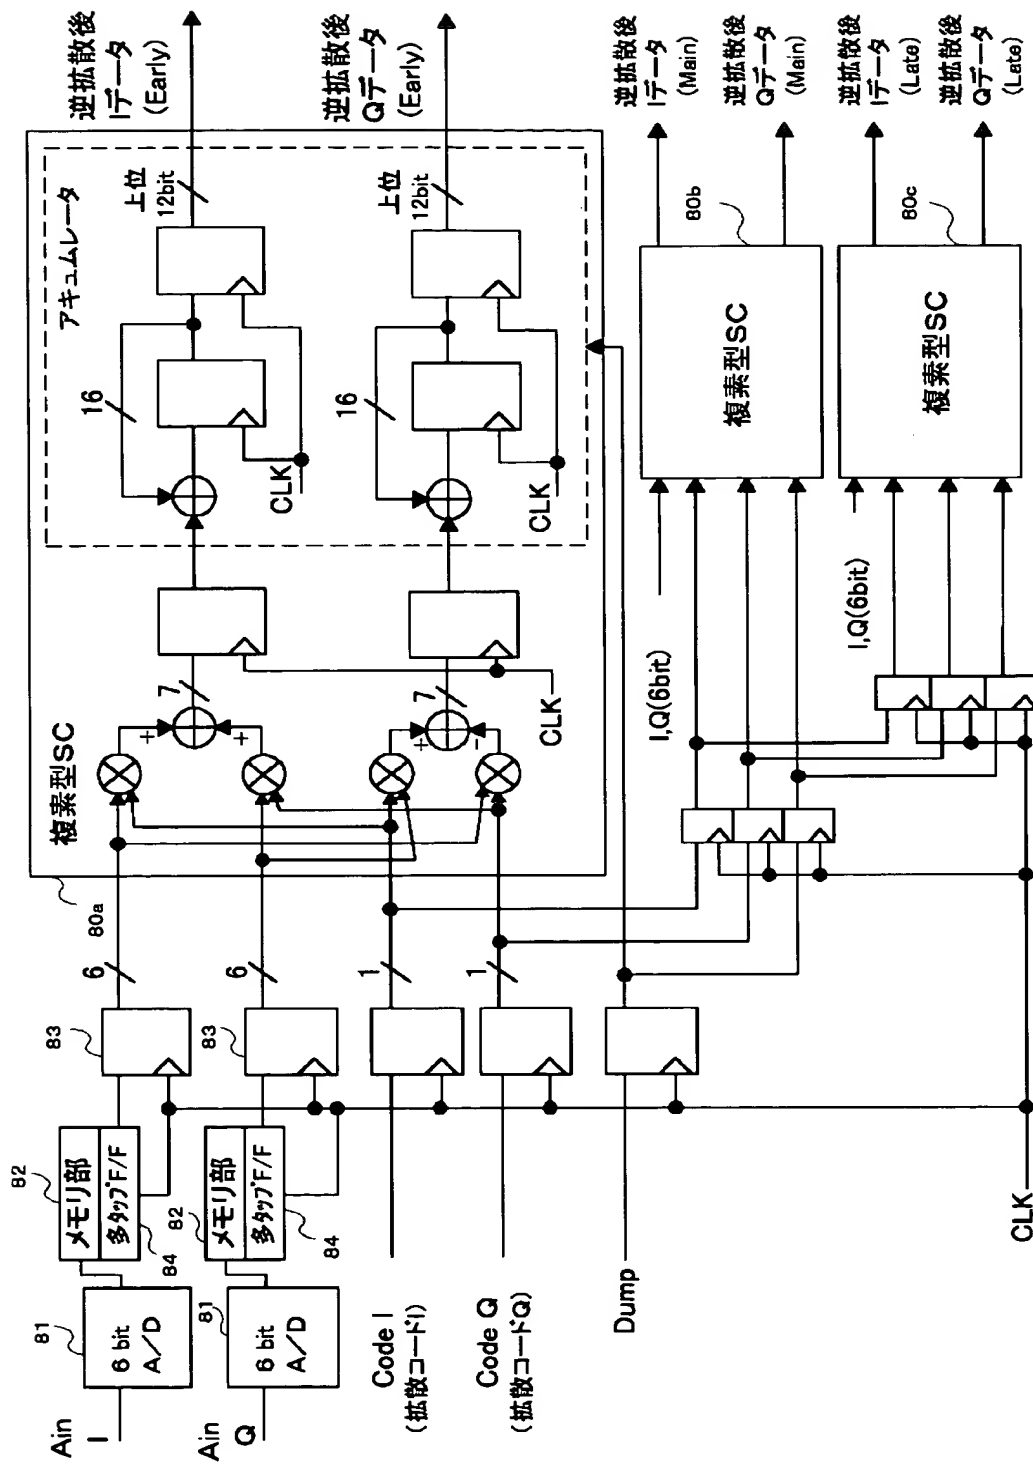 Ain
I
81
6 bit
A/D
82
メモリ部
多タップF/F
84
83
6
Ain
Q
81
6 bit
A/D
82
メモリ部
多タップF/F
84
83
6
Code I
(拡散コードI)
1
Code Q
(拡散コードQ)
1
Dump
CLK
80a
複素型SC
+
+
7
+
-
7
CLK
アキュムレータ
16
CLK
上位
12bit
16
CLK
上位
12bit
逆拡散後
Iデータ
(Early)
逆拡散後
Qデータ
(Early)
I,Q(6bit)
複素型SC
80b
逆拡散後
Iデータ
(Main)
逆拡散後
Qデータ
(Main)
I,Q(6bit)
複素型SC
80c
逆拡散後
Iデータ
(Late)
逆拡散後
Qデータ
(Late)